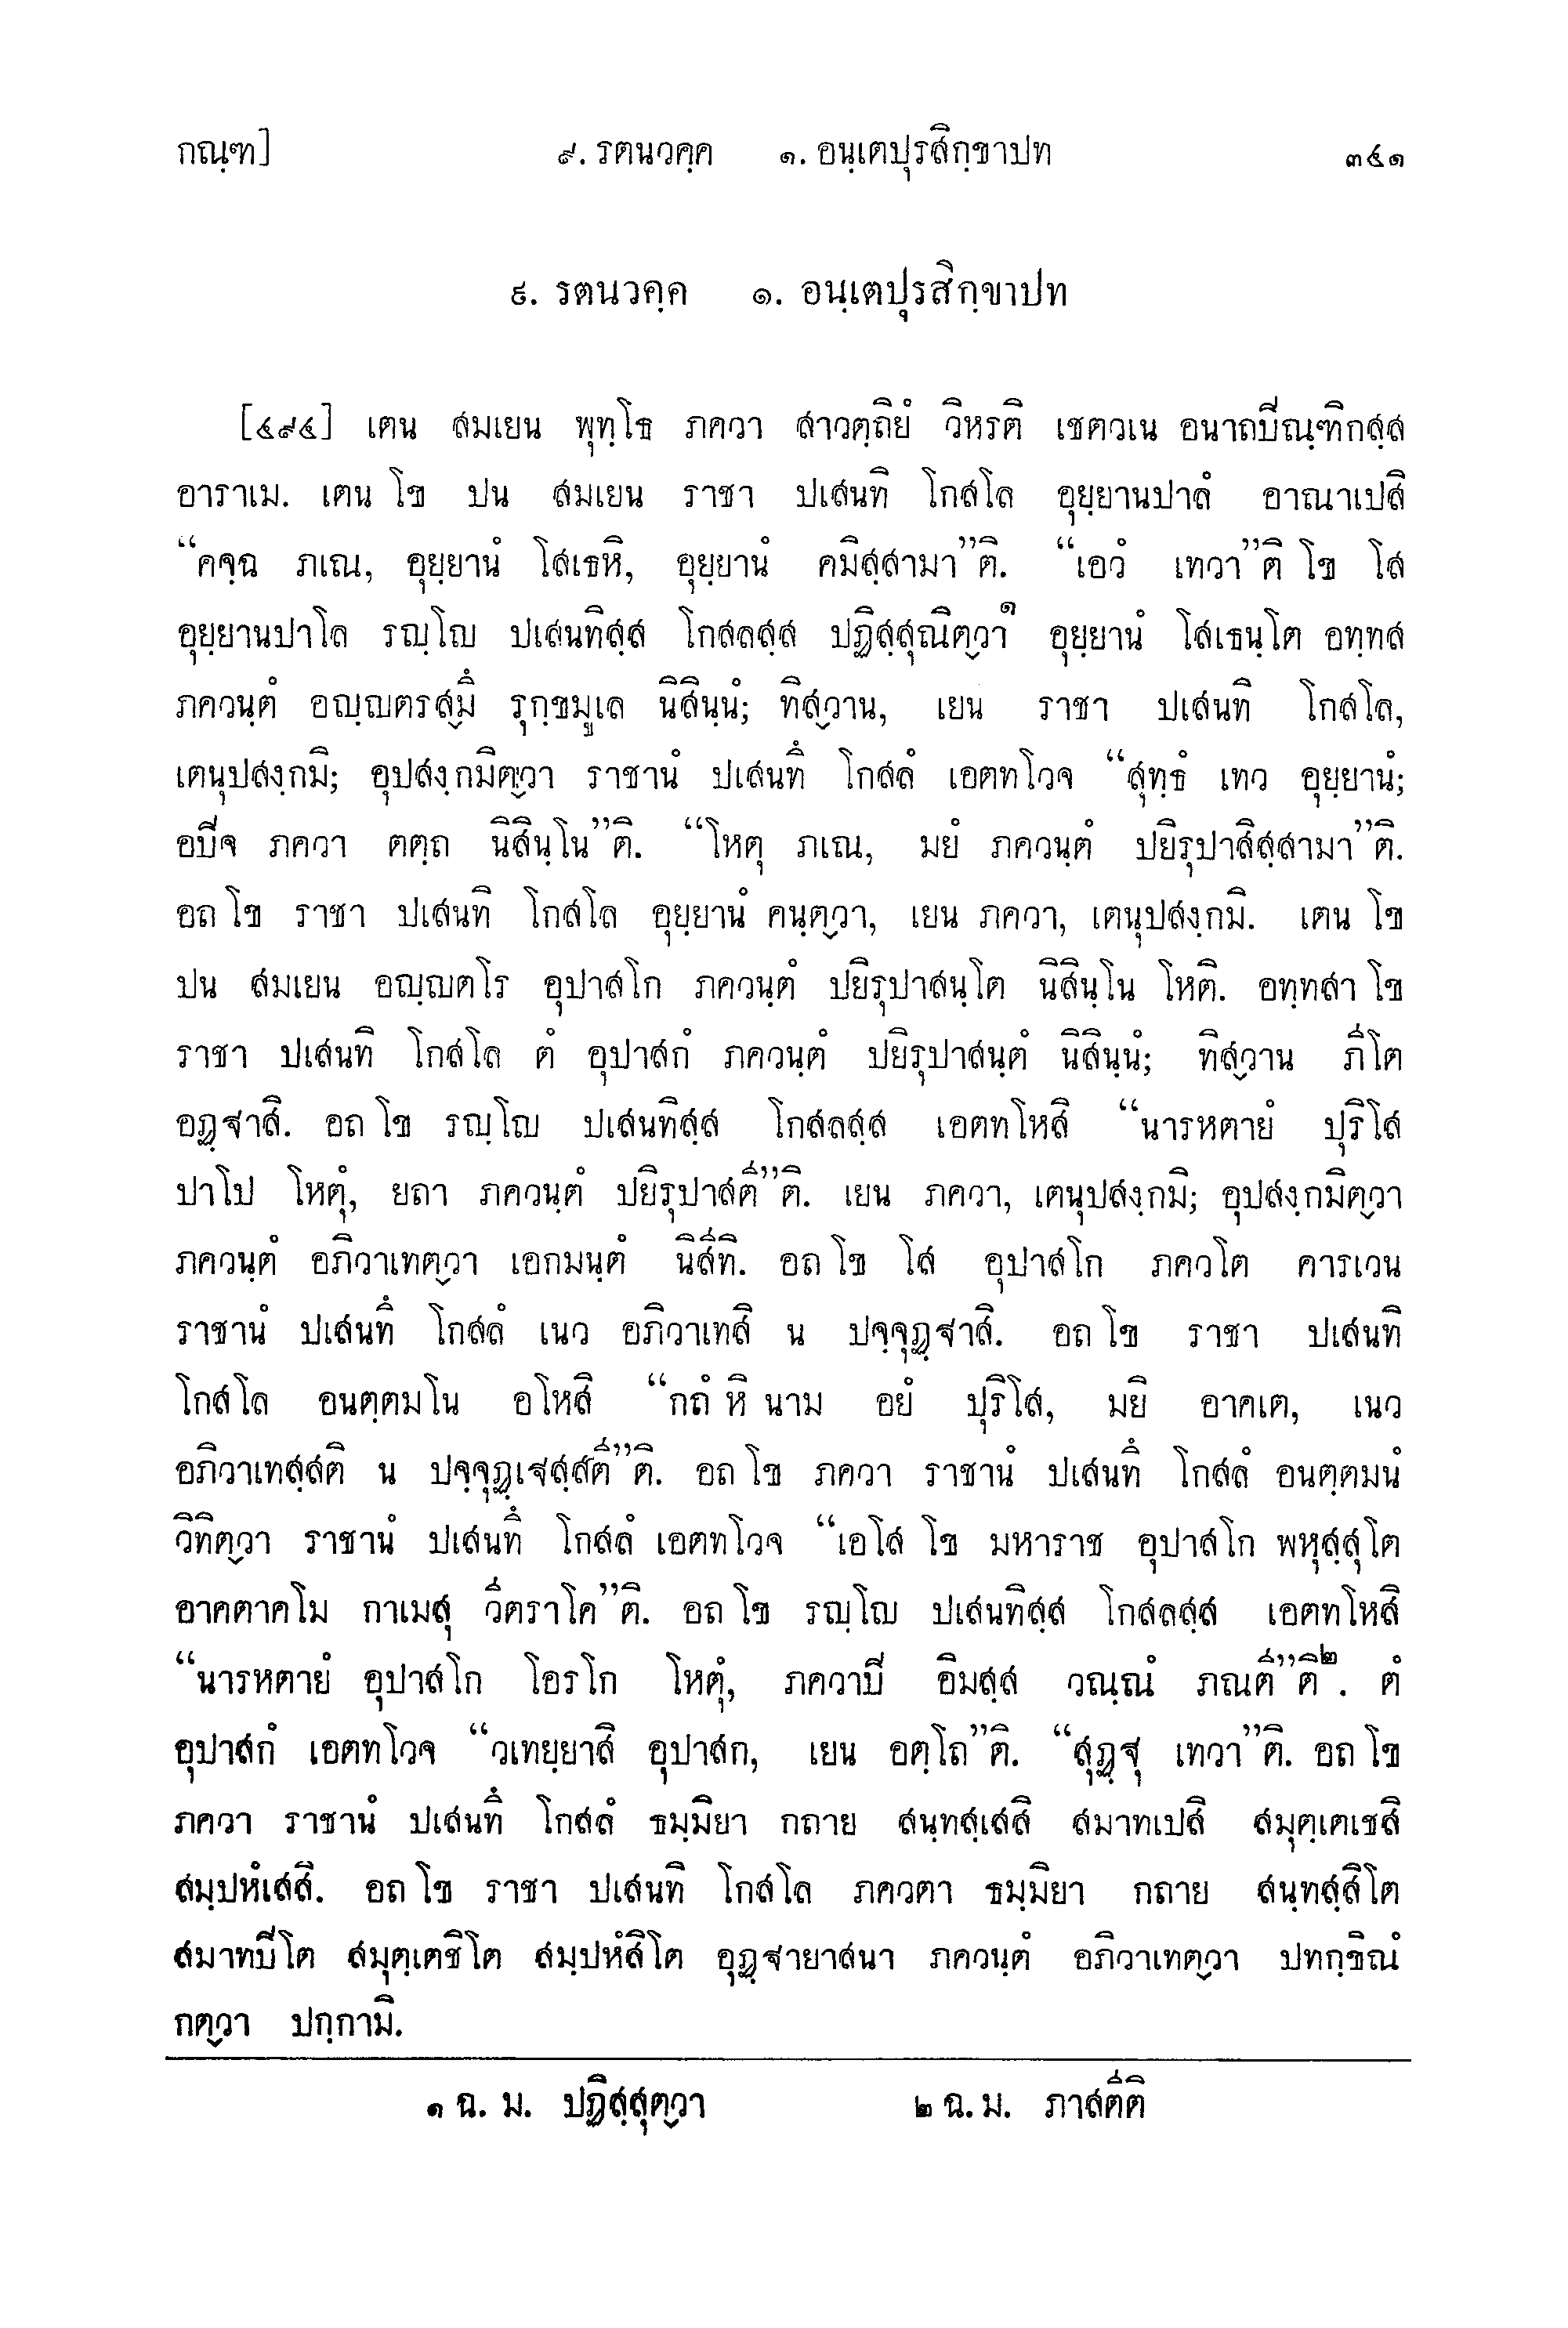 กณฺฑ] ๙. รตนวคฺค ๑. อนฺเตปุรสิกฺขาปท ๓๔๑
๙. รตนวคฺค ๑. อนฺเตปุรสิกฺขาปท
[๔๙๔] เตน สมเยน พุทฺโธ ภควา สาวตฺถิยํ วิหรติ เชตวเน อนาถปิณฺฑิกสฺส
อาราเม. เตน โข ปน สมเยน ราชา ปเสนทิ โกสโล อุยฺยานปาลํ อาณาเปสิ
“คจฺฉ ภเณ, อุยฺยานํ โสเธหิ, อุยฺยานํ คมิสฺสามา”ติ. “เอวํ เทวา”ติ โข โส
อุยฺยานปาโล รญฺโญ ปเสนทิสฺส โกสลสฺส ปฏิสฺสุณิตฺวา๑ อุยฺยานํ โสเธนฺโต อทฺทส
ภควนฺตํ อญฺญตรสฺมึ รุกฺขมูเล นิสินฺนํ; ทิสฺวาน, เยน ราชา ปเสนทิ โกสโล,
เตนุปสงฺกมิ; อุปสงฺกมิตฺวา ราชานํ ปเสนทึ โกสลํ เอตทโวจ “สุทฺธํ เทว อุยฺยานํ;
อปิจ ภควา ตตฺถ นิสินฺโน”ติ. “โหตุ ภเณ, มยํ ภควนฺตํ ปยิรุปาสิสฺสามา”ติ.
อถ โข ราชา ปเสนทิ โกสโล อุยฺยานํ คนฺตฺวา, เยน ภควา, เตนุปสงฺกมิ. เตน โข
ปน สมเยน อญฺญตโร อุปาสโก ภควนฺตํ ปยิรุปาสนฺโต นิสินฺโน โหติ. อทฺทสา โข
ราชา ปเสนทิ โกสโล ตํ อุปาสกํ ภควนฺตํ ปยิรุปาสนฺตํ นิสินฺนํ; ทิสฺวาน ภีโต
อฏฺฐาสิ. อถ โข รญฺโญ ปเสนทิสฺส โกสลสฺส เอตทโหสิ “นารหตายํ ปุริโส
ปาโป โหตุํ, ยถา ภควนฺตํ ปยิรุปาสตี”ติ. เยน ภควา, เตนุปสงฺกมิ; อุปสงฺกมิตฺวา
ภควนฺตํ อภิวาเทตฺวา เอกมนฺตํ นิสีทิ. อถ โข โส อุปาสโก ภควโต คารเวน
ราชานํ ปเสนทึ โกสลํ เนว อภิวาเทสิ น ปจฺจุฏฺฐาสิ. อถ โข ราชา ปเสนทิ
โกสโล อนตฺตมโน อโหสิ “กถํ หิ นาม อยํ ปุริโส, มยิ อาคเต, เนว
อภิวาเทสฺสติ น ปจฺจุฏฺเฐสฺสตี”ติ. อถ โข ภควา ราชานํ ปเสนทึ โกสลํ อนตฺตมนํ
วิทิตฺวา ราชานํ ปเสนทึ โกสลํ เอตทโวจ “เอโส โข มหาราช อุปาสโก พหุสฺสุโต
อาคตาคโม กาเมสุ วีตราโค”ติ. อถ โข รญฺโญ ปเสนทิสฺส โกสลสฺส เอตทโหสิ
“นารหตายํ อุปาสโก โอรโก โหตุํ, ภควาปิ อิมสฺส วณฺณํ ภณตี”ติ๒. ตํ
อุปาสกํ เอตทโวจ “วเทยฺยาสิ อุปาสก, เยน อตฺโถ”ติ. “สุฏฺฐุ เทวา”ติ. อถ โข
ภควา ราชานํ ปเสนทึ โกสลํ ธมฺมิยา กถาย สนฺทสฺเสสิ สมาทเปสิ สมุตฺเตเชสิ
สมฺปหํเสสิ. อถ โข ราชา ปเสนทิ โกสโล ภควตา ธมฺมิยา กถาย สนฺทสฺสิโต
สมาทปิโต สมุตฺเตชิโต สมฺปหํสิโต อุฏฺฐายาสนา ภควนฺตํ อภิวาเทตฺวา ปทกฺขิณํ
กตฺวา ปกฺกามิ.
๑ ฉ. ม. ปฏิสฺสุตฺวา ๒ ฉ. ม. ภาสตีติ